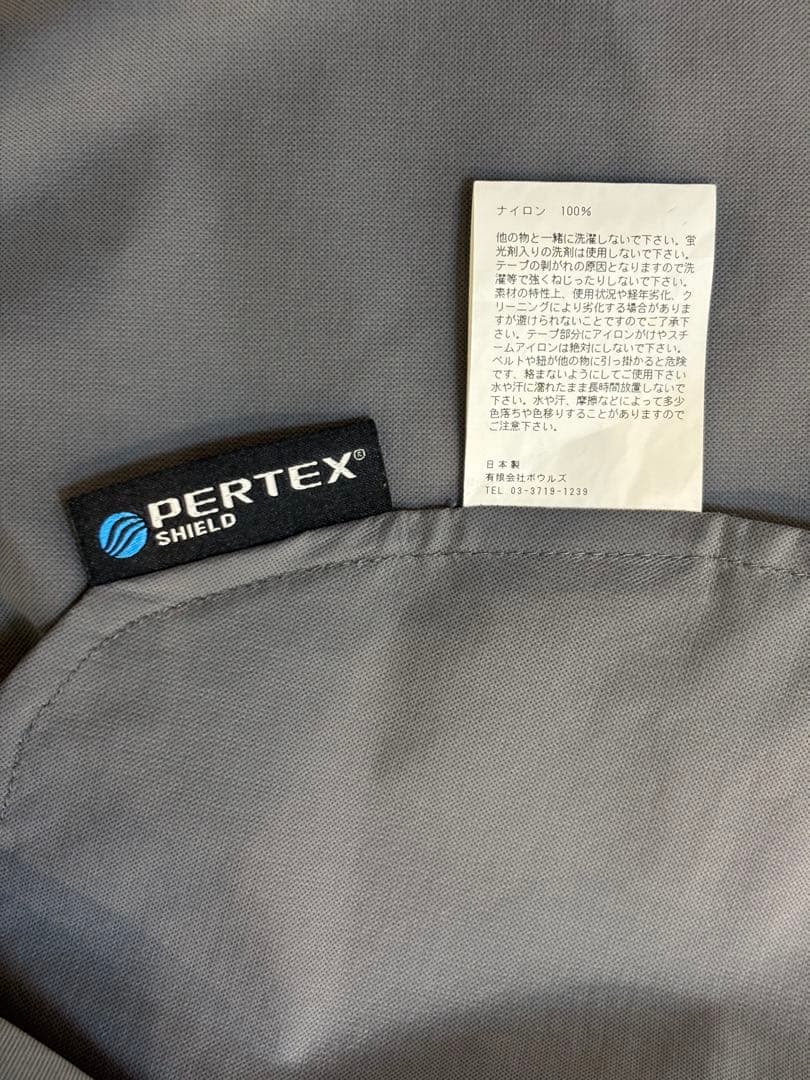 ナイロン 100%
他の物と一緒に洗濯しないで下さい。蛍
光剤入りの洗剤は使用しないで下さい。
テープの剥がれの原因となりますので洗
濯等で強くねじったりしないで下さい。
素材の特性上、使用状況や経年劣化、ク
リーニングにより劣化する場合がありま
すが避けられないことですのでご了承下
さい。テープ部分にアイロンがけやスチ
ームアイロンは絶対にしないで下さい。
ベルトや紐が他の物に引っ掛かると危険
です、絡まないようにしてご使用下さい
水や汗に濡れたまま長時間放置しないで
下さい。水や汗、摩擦などによって多少
色落ちや色移りすることがありますので
ご注意下さい。
日本製
有限会社ボウルズ
TEL 03-3719-1239
PERTEX®
SHIELD